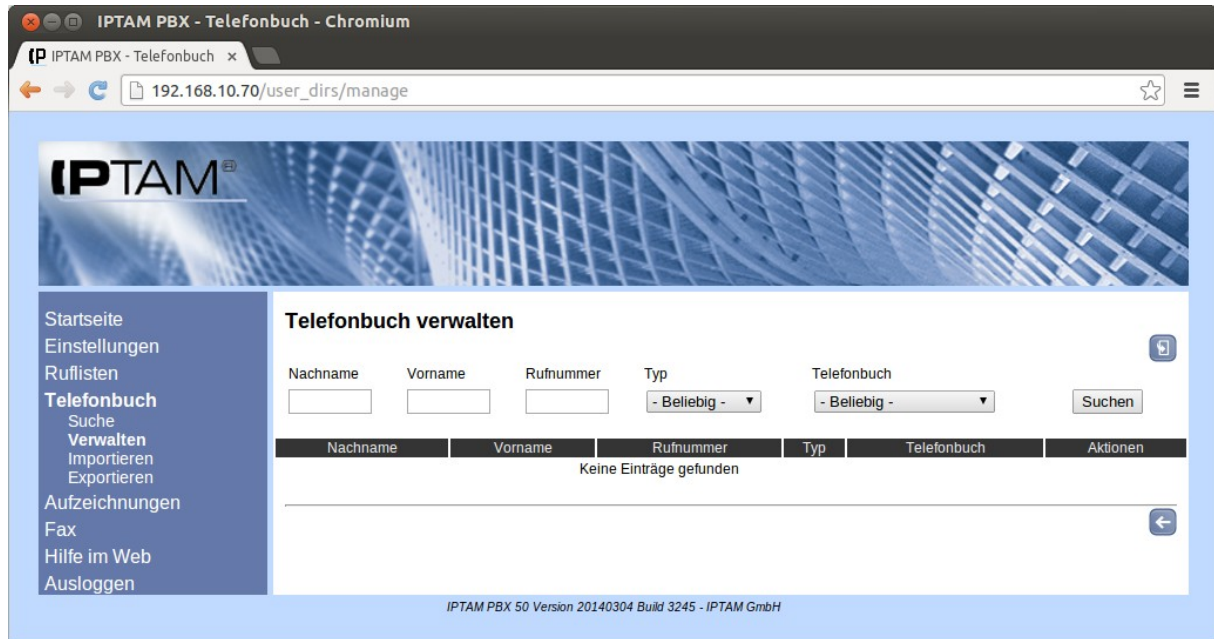 IPTAM PBX - Telefonbuch - Chromium
IPTAM PBX - Telefonbuch ×
192.168.10.70/user_dirs/manage
IPTAM®
Startseite
Einstellungen
Ruflisten
Telefonbuch
Suche
Verwalten
Importieren
Exportieren
Aufzeichnungen
Fax
Hilfe im Web
Ausloggen
Telefonbuch verwalten
Nachname Vorname Rufnummer Typ Telefonbuch
- Beliebig - - Beliebig - Suchen
Nachname Vorname Rufnummer Typ Telefonbuch Aktionen
Keine Einträge gefunden
IPTAM PBX 50 Version 20140304 Build 3245 - IPTAM GmbH